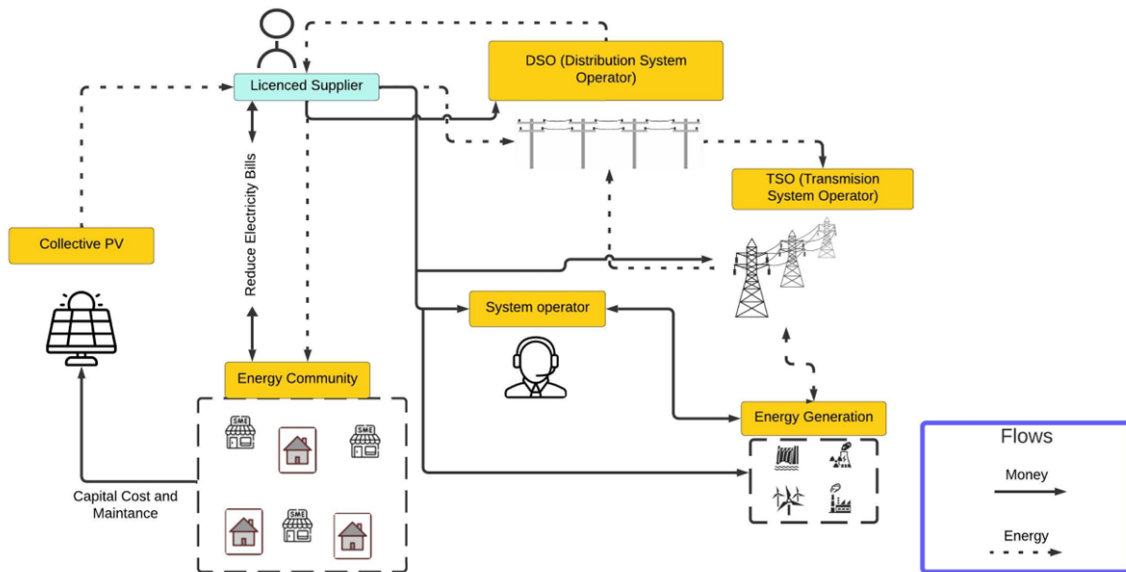 DSO (Distribution System
Operator)
Licenced Supplier
TSO (Transmision
System Operator)
Reduce Electricity Bills
Collective PV
System operator
Energy Community
SME
SME
SME
Energy Generation
Capital Cost and
Maintance
Flows
Money
Energy